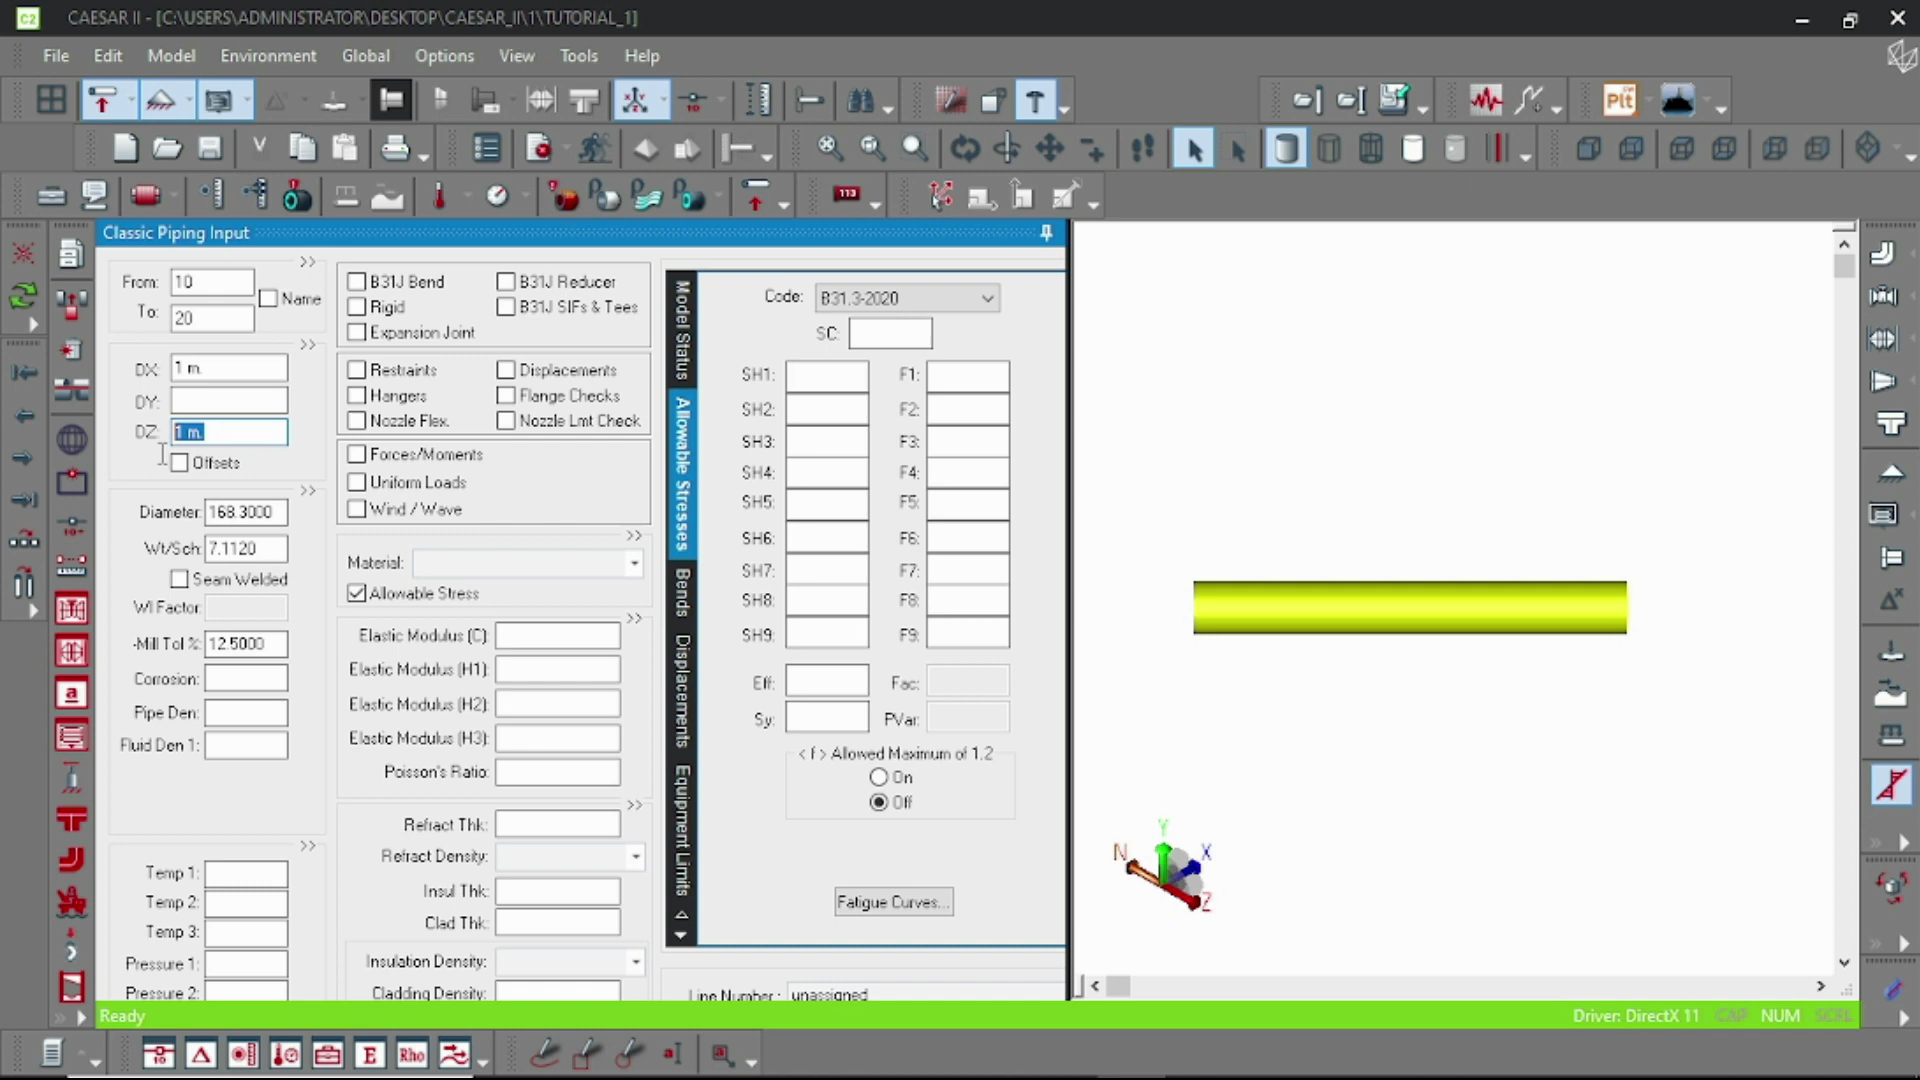 CAESAR II - [C:\USERS\ADMINISTRATOR\DESKTOP\CAESAR_II\1\TUTORIAL_1]
File Edit Model Environment Global Options View Tools Help
Plt
113
Classic Piping Input
From: 10
To: 20
Name
DX: 1 m.
DY:
DZ: 1 m.
Offsets
Diameter: 168.3000
Wt/Sch: 7.1120
Seam Welded
WI Factor:
-Mill Tol %: 12.5000
Corrosion:
Pipe Den:
Fluid Den 1:
Temp 1:
Temp 2:
Temp 3:
Pressure 1:
Pressure 2:
B31J Bend B31J Reducer
Rigid B31J SIFs & Tees
Expansion Joint
Restraints Displacements
Hangers Flange Checks
Nozzle Flex. Nozzle Lmt Check
Forces/Moments
Uniform Loads
Wind / Wave
Material:
Allowable Stress
Elastic Modulus (C):
Elastic Modulus (H1):
Elastic Modulus (H2):
Elastic Modulus (H3):
Poisson's Ratio:
Refract Thk:
Refract Density:
Insul Thk:
Clad Thk:
Insulation Density:
Cladding Density:
Model Status
Allowable Stresses
Bends
Displacements
Equipment Limits
Code: B31.3-2020
SC:
SH1: F1:
SH2: F2:
SH3: F3:
SH4: F4:
SH5: F5:
SH6: F6:
SH7: F7:
SH8: F8:
SH9: F9:
Eff: Fac:
Sy: PVar:
< f > Allowed Maximum of 1.2
On
Off
Fatigue Curves...
Line Number : unassigned
Y
N X
Z
Ready Driver: DirectX 11 CAP NUM SCRL
E Rho